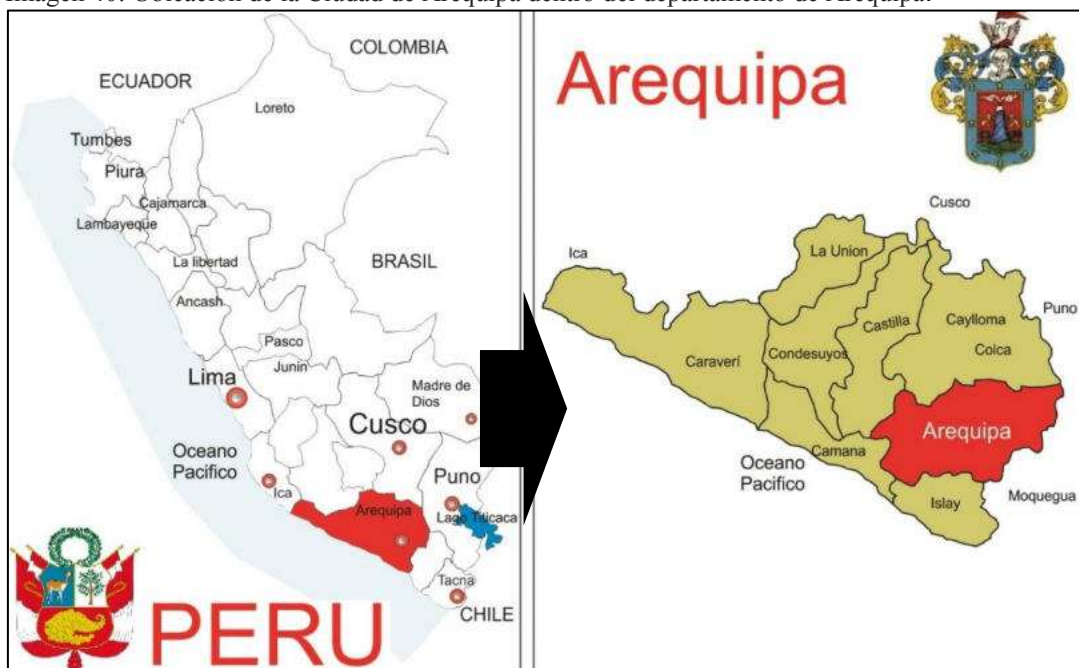 Imagen 40. Ubicación de la Ciudad de Arequipa dentro del departamento de Arequipa.
COLOMBIA
ECUADOR
Loreto
Tumbes
Piura
Cajamarca
Lambayeque
La libertad
BRASIL
Ancash
Pasco
Junin
Lima
Madre de
Dios
Cusco
Oceano
Pacifico
Puno
Ica
Arequipa
Lago Titicaca
Tacna
CHILE
PERU
Arequipa
Cusco
Ica
La Union
Puno
Castilla
Caylloma
Caraverí
Condesuyos
Colca
Arequipa
Camana
Oceano
Pacifico
Islay
Moquegua